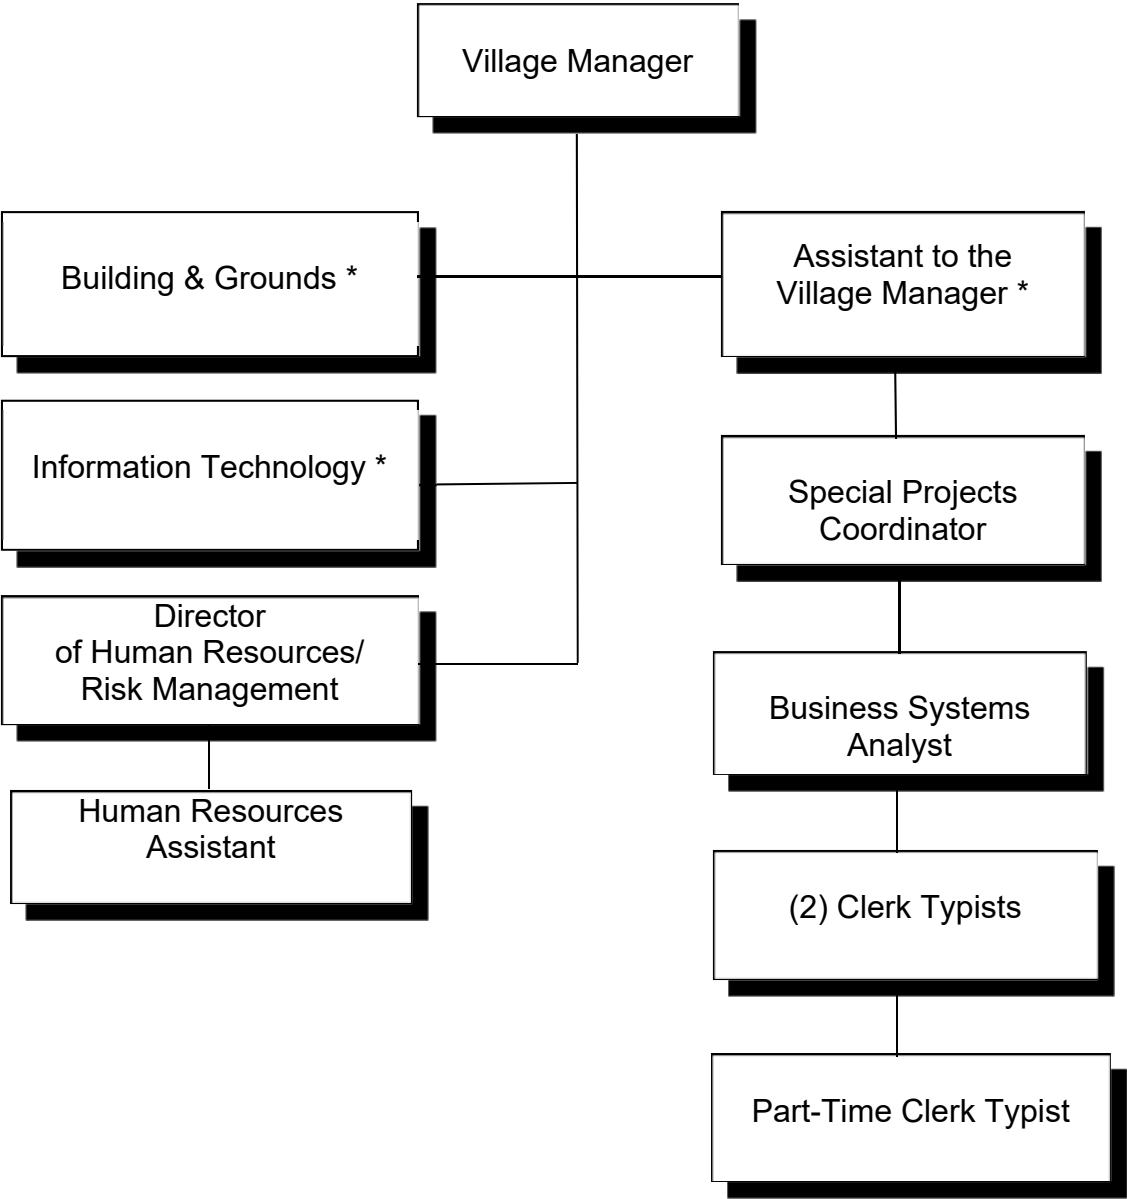 Village Manager
Building & Grounds *
Assistant to the
Village Manager *
Information Technology *
Special Projects
Coordinator
Director
of Human Resources/
Risk Management
Business Systems
Analyst
Human Resources
Assistant
(2) Clerk Typists
Part-Time Clerk Typist